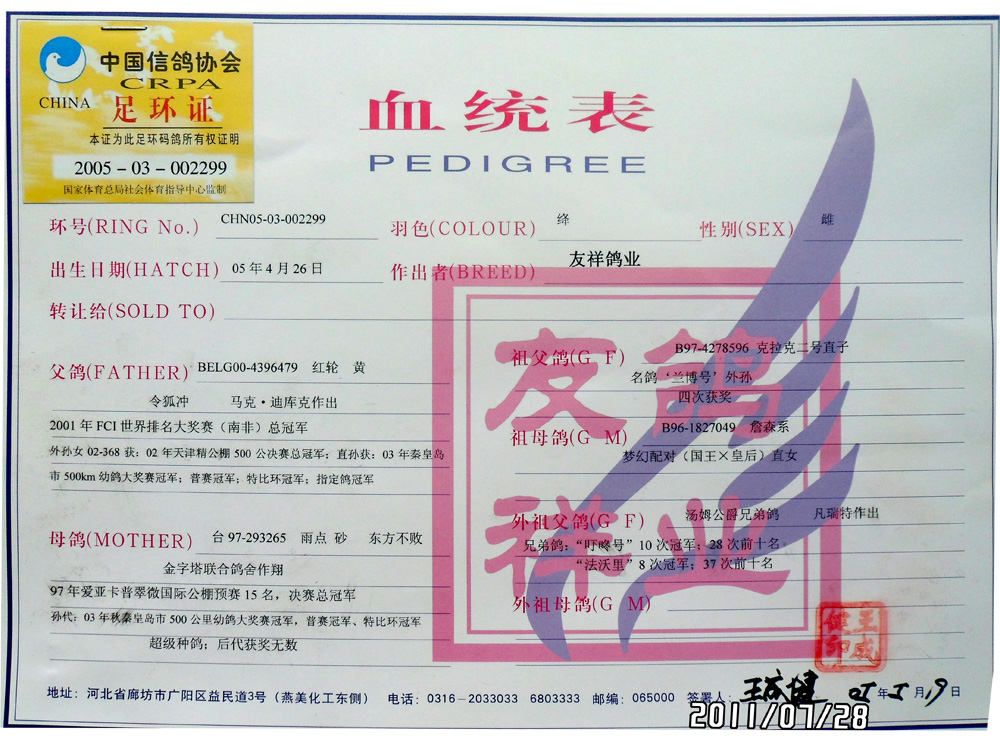 中国信鸽协会
CRPA
CHINA
足环证
本证为此足环码鸽所有权证明
2005-03-002299
国家体育总局社会体育指导中心监制
血统表
PEDIGREE
环号(RING No.) CHN05-03-002299 羽色(COLOUR) 绛 性别(SEX) 雌
出生日期(HATCH) 05年4月26日 作出者(BREED) 友祥鸽业
转让给(SOLD TO)
父鸽(FATHER) BELG00-4396479 红轮 黄
令狐冲 马克·迪库克作出
2001年FCI世界排名大奖赛（南非）总冠军
外孙女02-368获：02年天津精公棚500公决赛总冠军；直孙获：03年秦皇岛
市500km幼鸽大奖赛冠军；普赛冠军；特比环冠军；指定鸽冠军
祖父鸽(G F) B97-4278596 克拉克二号直子
名鸽‘兰博号’外孙
四次获奖
祖母鸽(G M) B96-1827049 詹森系
梦幻配对（国王×皇后）直女
母鸽(MOTHER) 台97-293265 雨点 砂 东方不败
金字塔联合鸽舍作翔
97年爱亚卡普翠微国际公棚预赛15名，决赛总冠军
孙代：03年秋秦皇岛市500公里幼鸽大奖赛冠军，普赛冠军、特比环冠军
超级种鸽；后代获奖无数
外祖父鸽(G F) 汤姆公爵兄弟鸽 凡瑞特作出
兄弟鸽：“叮咚号”10次冠军；28次前十名
“法沃里”8次冠军；37次前十名
外祖母鸽(G M)
友鸽
祥业
王成健印
地址：河北省廊坊市广阳区益民道3号（燕美化工东侧） 电话：0316-2033033 6803333 邮编：065000 签署人：王成健 05年5月19日
2011/07/28